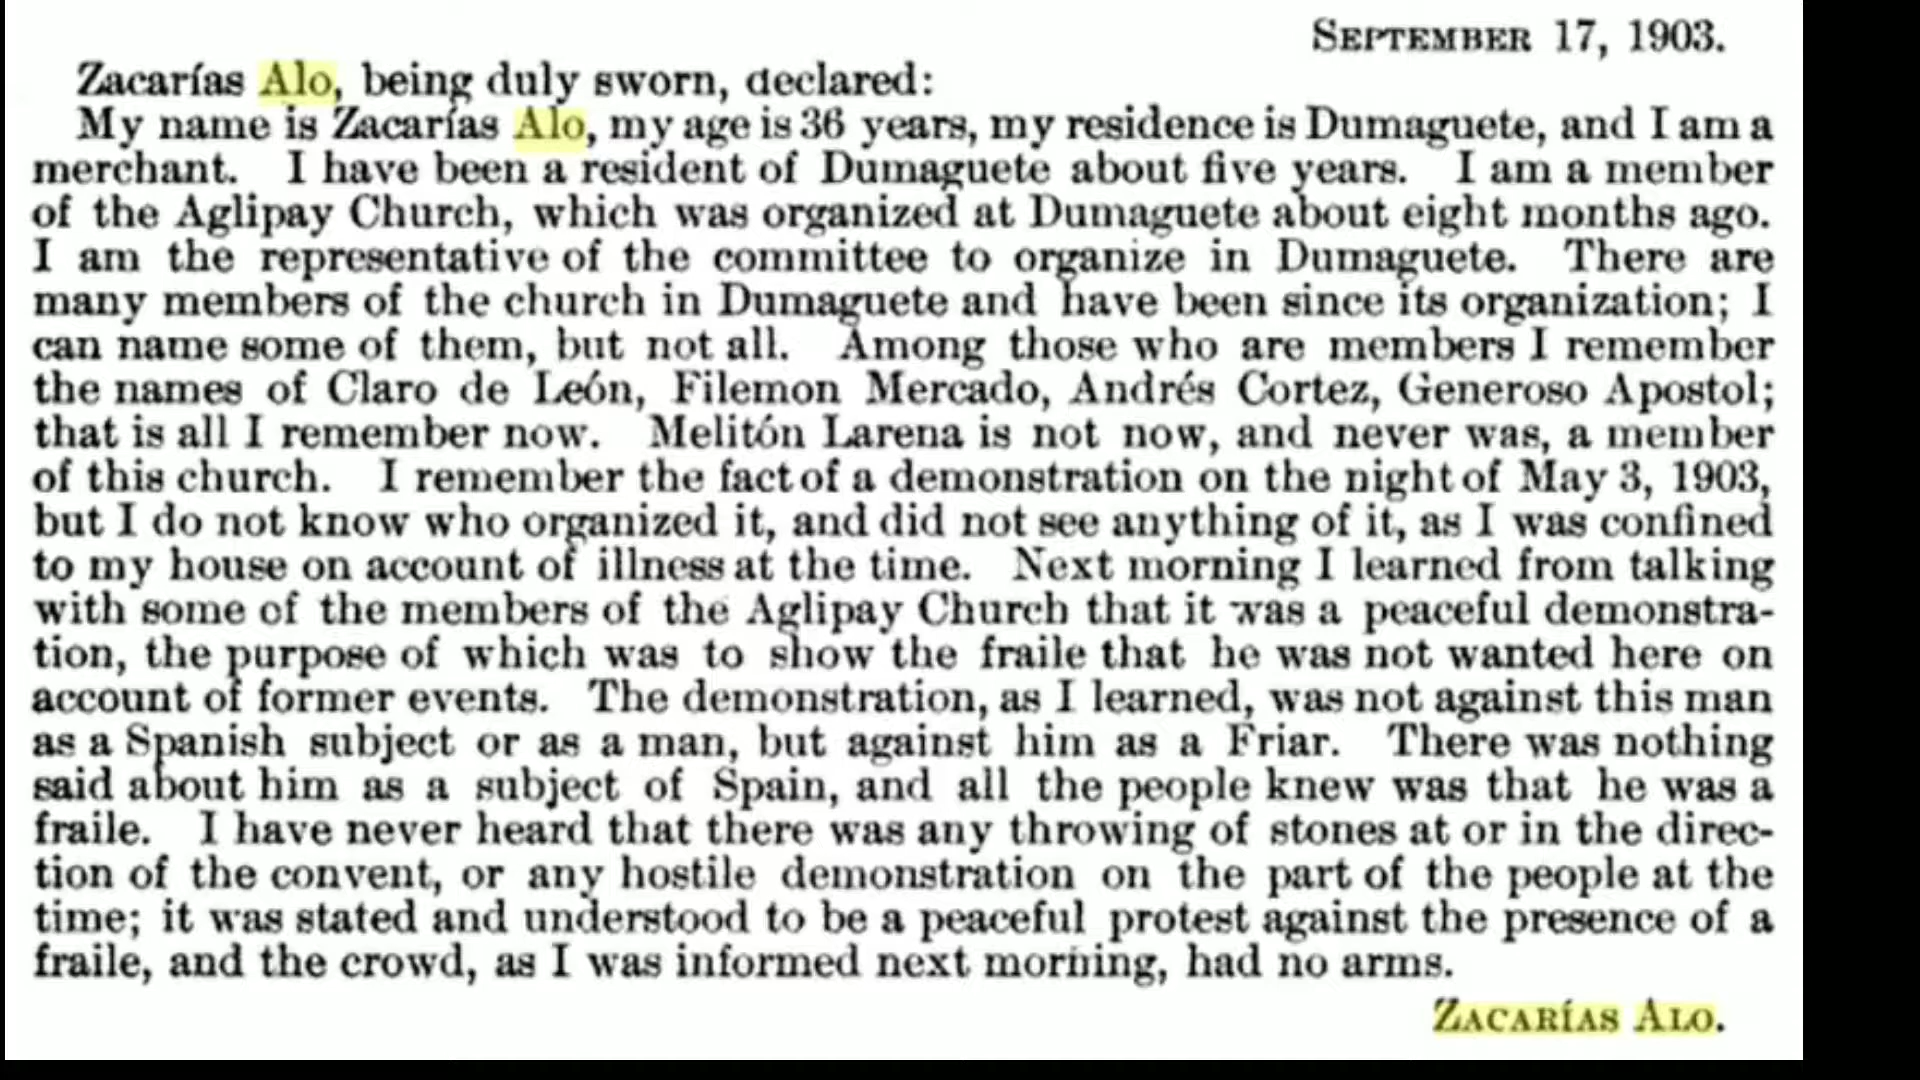 SEPTEMBER 17, 1903.
Zacarías Alo, being duly sworn, declared:
My name is Zacarías Alo, my age is 36 years, my residence is Dumaguete, and I am a
merchant. I have been a resident of Dumaguete about five years. I am a member
of the Aglipay Church, which was organized at Dumaguete about eight months ago.
I am the representative of the committee to organize in Dumaguete. There are
many members of the church in Dumaguete and have been since its organization; I
can name some of them, but not all. Among those who are members I remember
the names of Claro de León, Filemon Mercado, Andrés Cortez, Generoso Apostol;
that is all I remember now. Melitón Larena is not now, and never was, a member
of this church. I remember the fact of a demonstration on the night of May 3, 1903,
but I do not know who organized it, and did not see anything of it, as I was confined
to my house on account of illness at the time. Next morning I learned from talking
with some of the members of the Aglipay Church that it was a peaceful demonstra-
tion, the purpose of which was to show the fraile that he was not wanted here on
account of former events. The demonstration, as I learned, was not against this man
as a Spanish subject or as a man, but against him as a Friar. There was nothing
said about him as a subject of Spain, and all the people knew was that he was a
fraile. I have never heard that there was any throwing of stones at or in the direc-
tion of the convent, or any hostile demonstration on the part of the people at the
time; it was stated and understood to be a peaceful protest against the presence of a
fraile, and the crowd, as I was informed next morning, had no arms.
ZACARÍAS ALO.